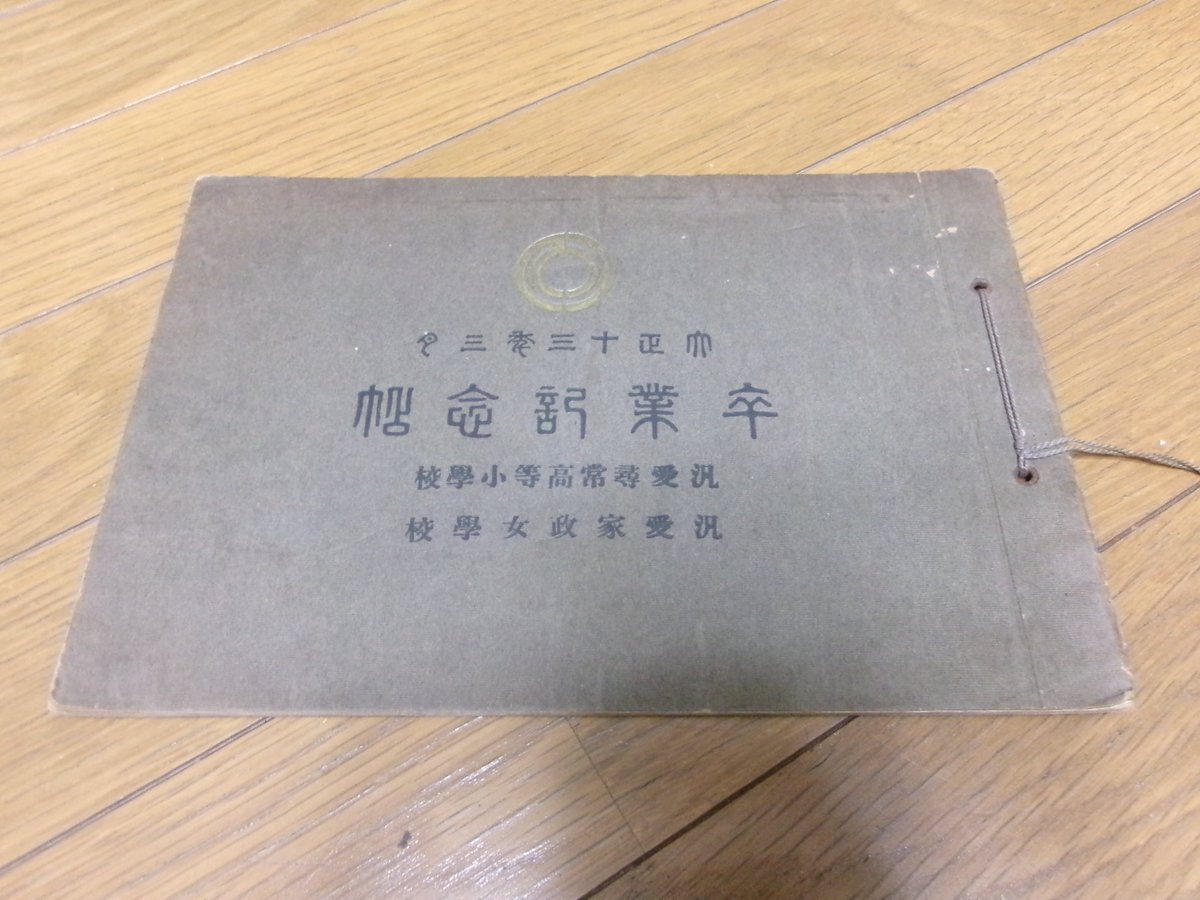 大正十三年三月
卒業記念帖
汎愛尋常高等小學校
汎愛家政女學校